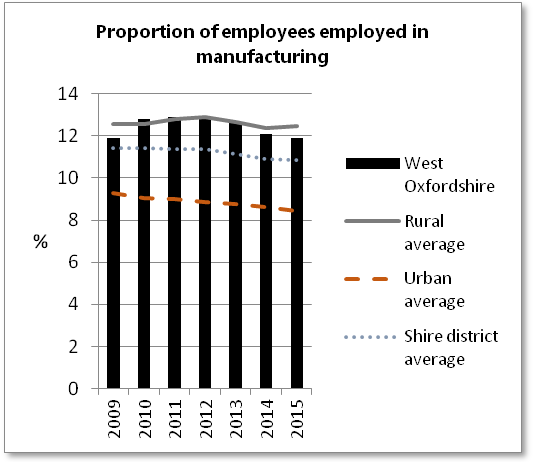 Proportion of employees employed in
manufacturing
14
12
10
8
6
4
2
0
%
2009
2010
2011
2012
2013
2014
2015
West
Oxfordshire
Rural
average
Urban
average
Shire district
average